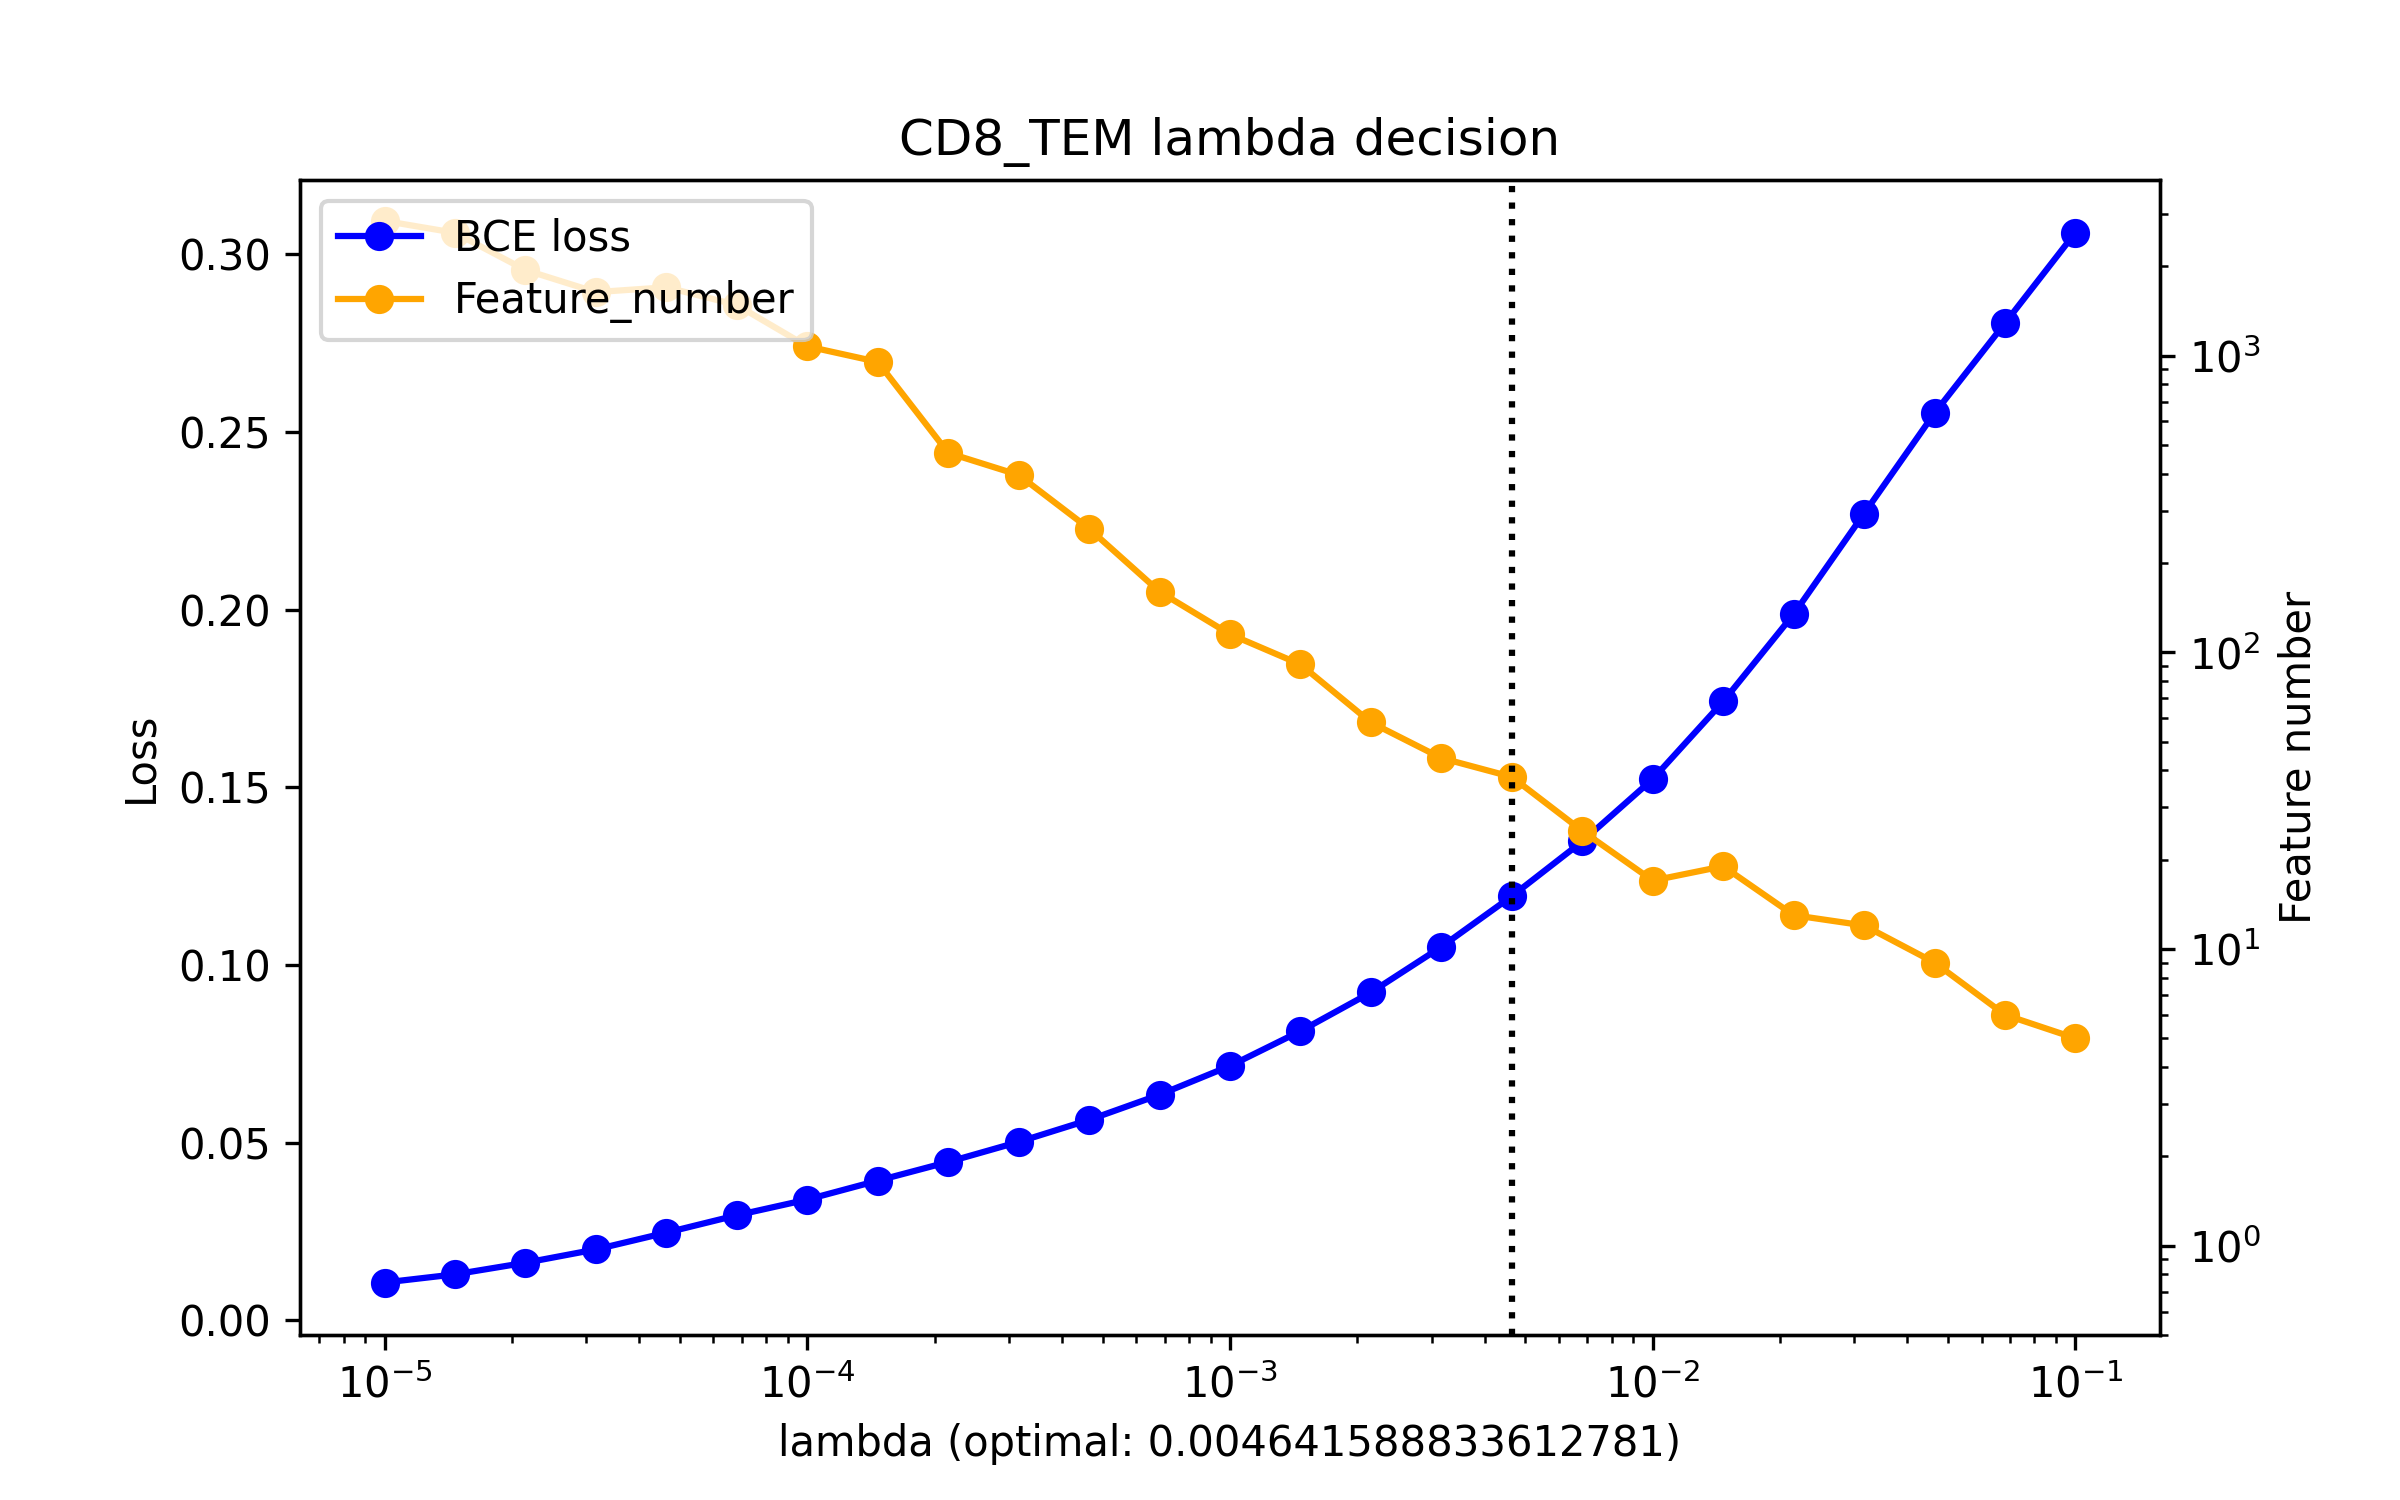 CD8_TEM lambda decision
BCE loss
Feature_number
0.30
0.25
0.20
0.15
0.10
0.05
0.00
Loss
10³
10²
10¹
10⁰
Feature number
10⁻⁵ 10⁻⁴ 10⁻³ 10⁻² 10⁻¹
lambda (optimal: 0.004641588833612781)